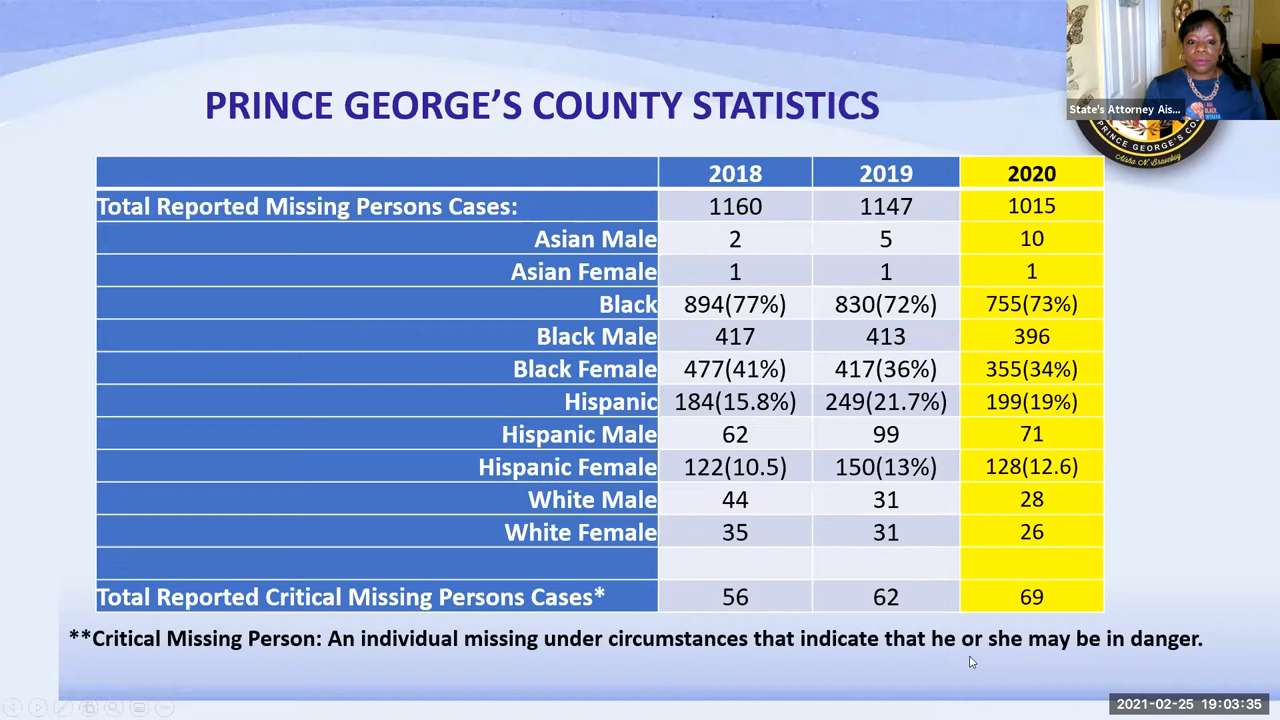 State's Attorney Ais...
PRINCE GEORGE'S CO
Aisha N Braveboy
PRINCE GEORGE'S COUNTY STATISTICS
2018 2019 2020
Total Reported Missing Persons Cases: 1160 1147 1015
Asian Male 2 5 10
Asian Female 1 1 1
Black 894(77%) 830(72%) 755(73%)
Black Male 417 413 396
Black Female 477(41%) 417(36%) 355(34%)
Hispanic 184(15.8%) 249(21.7%) 199(19%)
Hispanic Male 62 99 71
Hispanic Female 122(10.5) 150(13%) 128(12.6)
White Male 44 31 28
White Female 35 31 26
Total Reported Critical Missing Persons Cases* 56 62 69
**Critical Missing Person: An individual missing under circumstances that indicate that he or she may be in danger.
2021-02-25 19:03:35